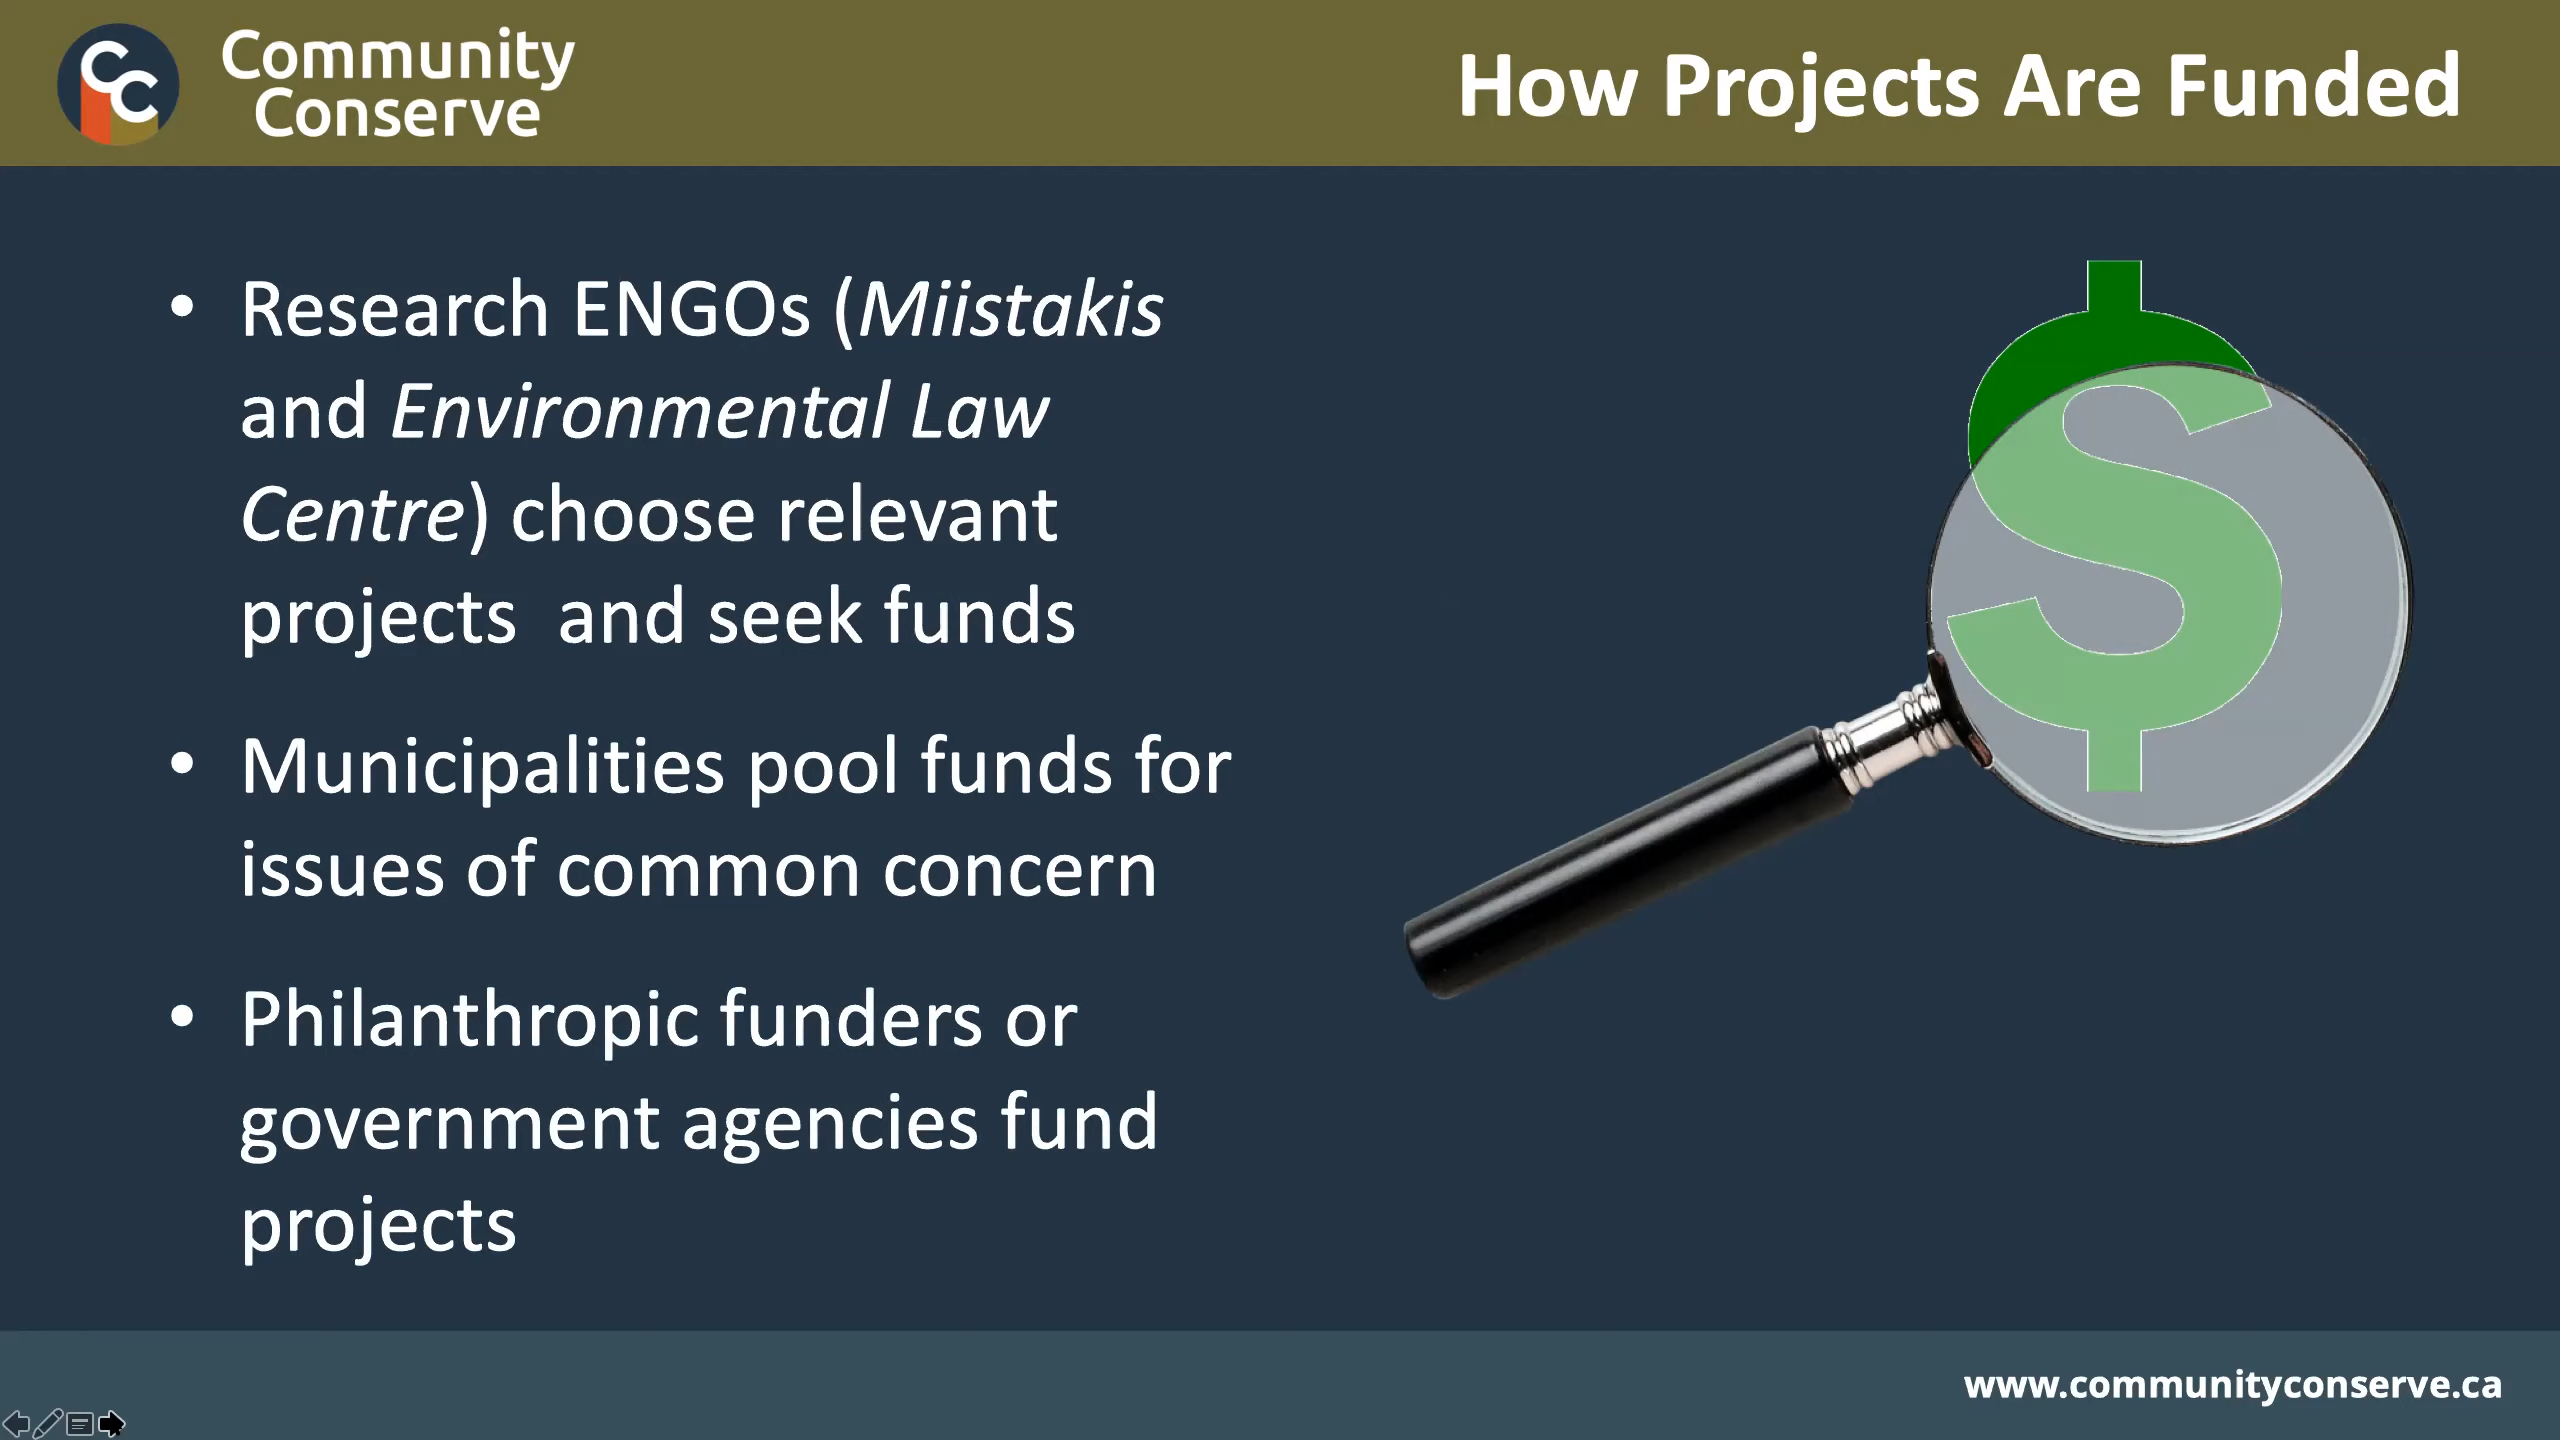 Community
Conserve
How Projects Are Funded
• Research ENGOs (Miistakis
and Environmental Law
Centre) choose relevant
projects  and seek funds
• Municipalities pool funds for
issues of common concern
• Philanthropic funders or
government agencies fund
projects
$
www.communityconserve.ca